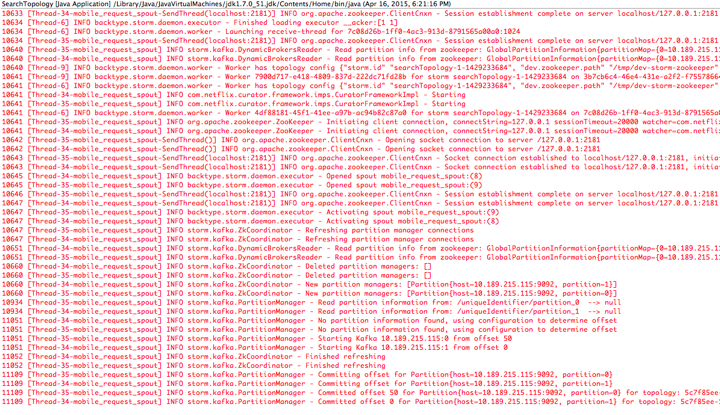 SearchTopology [Java Application] /Library/Java/JavaVirtualMachines/jdk1.7.0_51.jdk/Contents/Home/bin/java (Apr 16, 2015, 6:21:16 PM)
10633 [Thread-34-mobile_request_spout-SendThread(localhost:2181)] INFO org.apache.zookeeper.ClientCnxn - Session establishment complete on server localhost/127.0.0.1:2181
10634 [Thread-6] INFO backtype.storm.daemon.executor - Finished loading executor __acker:[1 1]
10634 [Thread-6] INFO backtype.storm.daemon.worker - Launching receive-thread for 7c08d26b-1ff0-4ac3-913d-8791565a00a0:1024
10634 [Thread-35-mobile_request_spout-SendThread(localhost:2181)] INFO org.apache.zookeeper.ClientCnxn - Session establishment complete on server localhost/127.0.0.1:2181
10640 [Thread-34-mobile_request_spout] INFO storm.kafka.DynamicBrokersReader - Read partition info from zookeeper: GlobalPartitionInformation{partitionMap={0=10.189.215.11
10640 [Thread-35-mobile_request_spout] INFO storm.kafka.DynamicBrokersReader - Read partition info from zookeeper: GlobalPartitionInformation{partitionMap={0=10.189.215.11
10640 [Thread-9] INFO backtype.storm.daemon.worker - Worker has topology config {"storm.id" "searchTopology-1-1429233684", "dev.zookeeper.path" "/tmp/dev-storm-zookeeper"
10640 [Thread-9] INFO backtype.storm.daemon.worker - Worker 7900d717-e418-4809-837d-222dc71fd28b for storm searchTopology-1-1429233684 on 3b7cb6c4-46e4-431e-a2f2-f7557866
10641 [Thread-6] INFO backtype.storm.daemon.worker - Worker has topology config {"storm.id" "searchTopology-1-1429233684", "dev.zookeeper.path" "/tmp/dev-storm-zookeeper"
10641 [Thread-34-mobile_request_spout] INFO com.netflix.curator.framework.imps.CuratorFrameworkImpl - Starting
10641 [Thread-35-mobile_request_spout] INFO com.netflix.curator.framework.imps.CuratorFrameworkImpl - Starting
10641 [Thread-6] INFO backtype.storm.daemon.worker - Worker 4df88181-45f1-41ee-a97b-ac94b82c87a0 for storm searchTopology-1-1429233684 on 7c08d26b-1ff0-4ac3-913d-8791565a0
10641 [Thread-34-mobile_request_spout] INFO org.apache.zookeeper.ZooKeeper - Initiating client connection, connectString=127.0.0.1 sessionTimeout=20000 watcher=com.netflix
10641 [Thread-35-mobile_request_spout] INFO org.apache.zookeeper.ZooKeeper - Initiating client connection, connectString=127.0.0.1 sessionTimeout=20000 watcher=com.netflix
10642 [Thread-34-mobile_request_spout-SendThread()] INFO org.apache.zookeeper.ClientCnxn - Opening socket connection to server /127.0.0.1:2181
10642 [Thread-35-mobile_request_spout-SendThread()] INFO org.apache.zookeeper.ClientCnxn - Opening socket connection to server /127.0.0.1:2181
10643 [Thread-35-mobile_request_spout-SendThread(localhost:2181)] INFO org.apache.zookeeper.ClientCnxn - Socket connection established to localhost/127.0.0.1:2181, initia
10643 [Thread-34-mobile_request_spout-SendThread(localhost:2181)] INFO org.apache.zookeeper.ClientCnxn - Socket connection established to localhost/127.0.0.1:2181, initia
10645 [Thread-34-mobile_request_spout] INFO backtype.storm.daemon.executor - Opened spout mobile_request_spout:(8)
10645 [Thread-35-mobile_request_spout] INFO backtype.storm.daemon.executor - Opened spout mobile_request_spout:(9)
10646 [Thread-34-mobile_request_spout-SendThread(localhost:2181)] INFO org.apache.zookeeper.ClientCnxn - Session establishment complete on server localhost/127.0.0.1:2181
10646 [Thread-35-mobile_request_spout-SendThread(localhost:2181)] INFO org.apache.zookeeper.ClientCnxn - Session establishment complete on server localhost/127.0.0.1:2181
10647 [Thread-35-mobile_request_spout] INFO backtype.storm.daemon.executor - Activating spout mobile_request_spout:(9)
10647 [Thread-34-mobile_request_spout] INFO backtype.storm.daemon.executor - Activating spout mobile_request_spout:(8)
10647 [Thread-35-mobile_request_spout] INFO storm.kafka.ZkCoordinator - Refreshing partition manager connections
10647 [Thread-34-mobile_request_spout] INFO storm.kafka.ZkCoordinator - Refreshing partition manager connections
10651 [Thread-35-mobile_request_spout] INFO storm.kafka.DynamicBrokersReader - Read partition info from zookeeper: GlobalPartitionInformation{partitionMap={0=10.189.215.11
10651 [Thread-34-mobile_request_spout] INFO storm.kafka.DynamicBrokersReader - Read partition info from zookeeper: GlobalPartitionInformation{partitionMap={0=10.189.215.11
10660 [Thread-34-mobile_request_spout] INFO storm.kafka.ZkCoordinator - Deleted partition managers: []
10660 [Thread-35-mobile_request_spout] INFO storm.kafka.ZkCoordinator - Deleted partition managers: []
10660 [Thread-35-mobile_request_spout] INFO storm.kafka.ZkCoordinator - New partition managers: [Partition{host=10.189.215.115:9092, partition=1}]
10660 [Thread-34-mobile_request_spout] INFO storm.kafka.ZkCoordinator - New partition managers: [Partition{host=10.189.215.115:9092, partition=0}]
10934 [Thread-34-mobile_request_spout] INFO storm.kafka.PartitionManager - Read partition information from: /uniqueIdentifier/partition_0 --> null
10934 [Thread-35-mobile_request_spout] INFO storm.kafka.PartitionManager - Read partition information from: /uniqueIdentifier/partition_1 --> null
11051 [Thread-34-mobile_request_spout] INFO storm.kafka.PartitionManager - No partition information found, using configuration to determine offset
11051 [Thread-35-mobile_request_spout] INFO storm.kafka.PartitionManager - No partition information found, using configuration to determine offset
11051 [Thread-34-mobile_request_spout] INFO storm.kafka.PartitionManager - Starting Kafka 10.189.215.115:0 from offset 50
11051 [Thread-35-mobile_request_spout] INFO storm.kafka.PartitionManager - Starting Kafka 10.189.215.115:1 from offset 0
11052 [Thread-34-mobile_request_spout] INFO storm.kafka.ZkCoordinator - Finished refreshing
11052 [Thread-35-mobile_request_spout] INFO storm.kafka.ZkCoordinator - Finished refreshing
11109 [Thread-34-mobile_request_spout] INFO storm.kafka.PartitionManager - Committing offset for Partition{host=10.189.215.115:9092, partition=0}
11109 [Thread-35-mobile_request_spout] INFO storm.kafka.PartitionManager - Committing offset for Partition{host=10.189.215.115:9092, partition=1}
11109 [Thread-34-mobile_request_spout] INFO storm.kafka.PartitionManager - Committed offset 50 for Partition{host=10.189.215.115:9092, partition=0} for topology: 5c7f85ee
11109 [Thread-35-mobile_request_spout] INFO storm.kafka.PartitionManager - Committed offset 0 for Partition{host=10.189.215.115:9092, partition=1} for topology: 5c7f85ee-